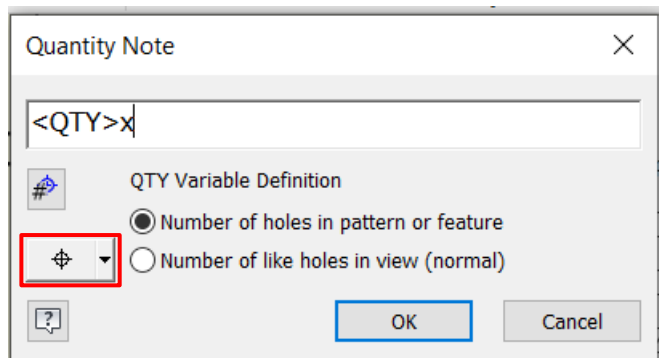 Quantity Note
<QTY>x
#
QTY Variable Definition
Number of holes in pattern or feature
Number of like holes in view (normal)
?
OK
Cancel